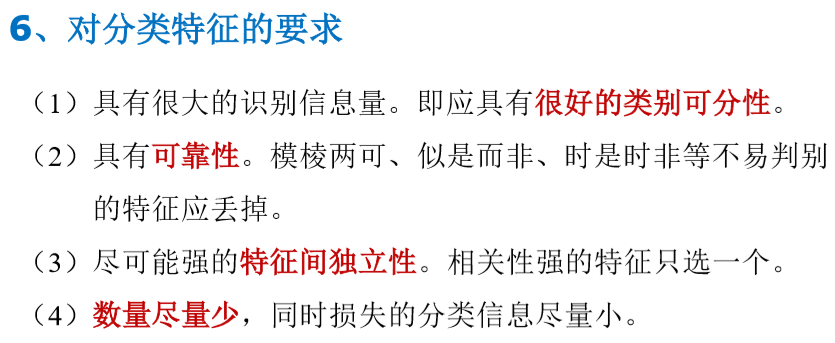 6、对分类特征的要求
（1）具有很大的识别信息量。即应具有很好的类别可分性。
（2）具有可靠性。模棱两可、似是而非、时是时非等不易判别
的特征应丢掉。
（3）尽可能强的特征间独立性。相关性强的特征只选一个。
（4）数量尽量少，同时损失的分类信息尽量小。